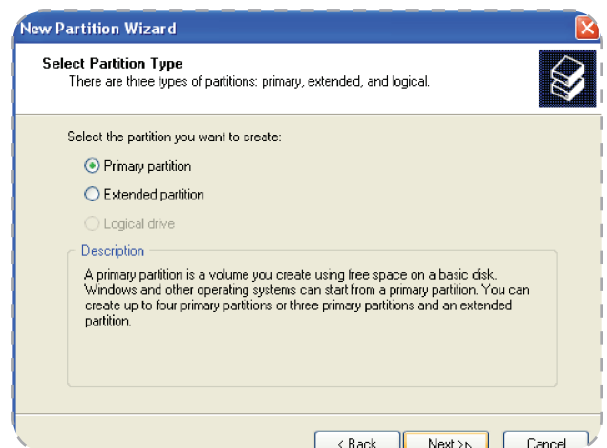 New Partition Wizard
Select Partition Type
There are three types of partitions: primary, extended, and logical.
Select the partition you want to create:
Primary partition
Extended partition
Logical drive
Description
A primary partition is a volume you create using free space on a basic disk.
Windows and other operating systems can start from a primary partition. You can
create up to four primary partitions or three primary partitions and an extended
partition.
< Back Next > Cancel